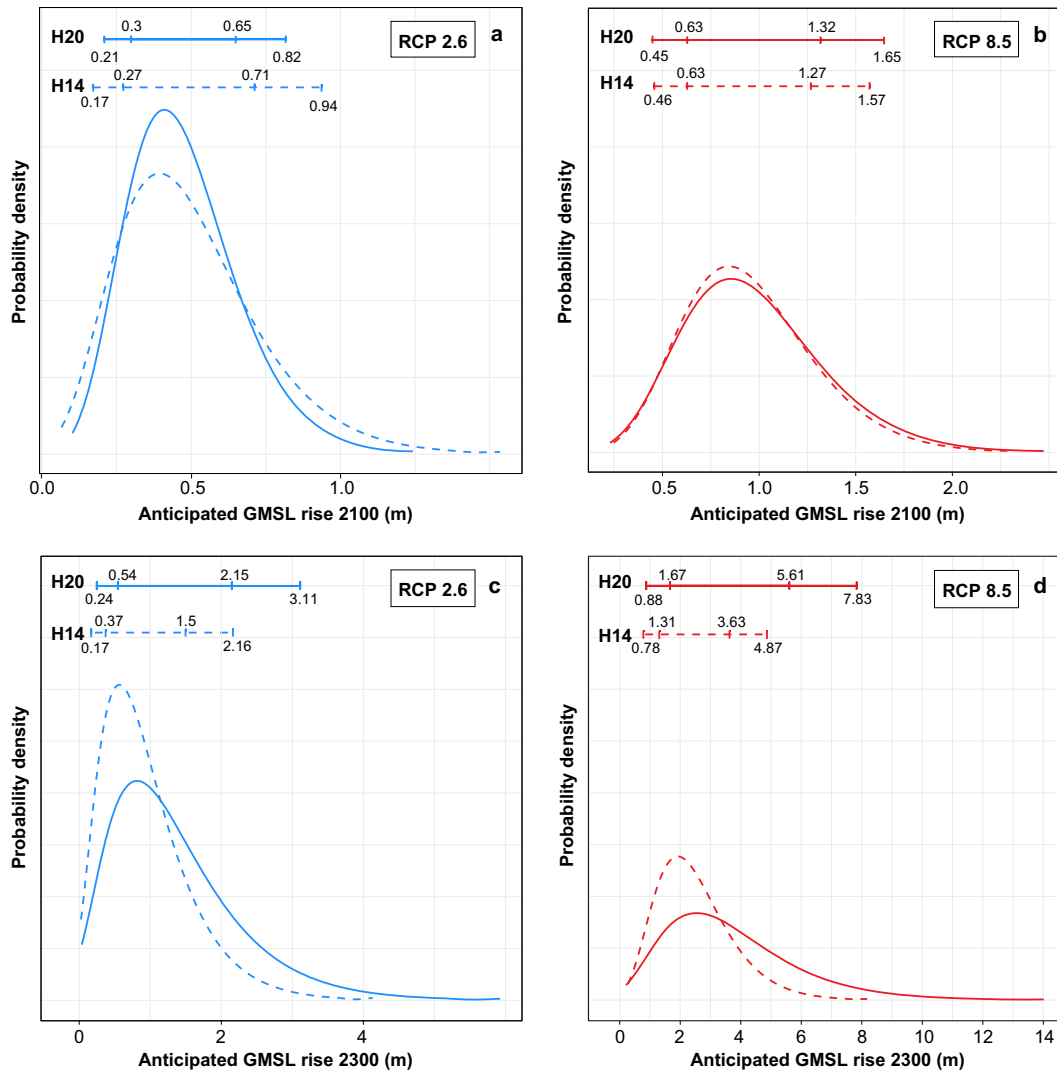 0.3 0.65 RCP 2.6 a
H20
0.21 0.82
0.27 0.71
H14
0.17 0.94
Probability density
0.0 0.5 1.0
Anticipated GMSL rise 2100 (m)
0.63 1.32 RCP 8.5 b
H20
0.45 1.65
0.63 1.27
H14
0.46 1.57
Probability density
0.5 1.0 1.5 2.0
Anticipated GMSL rise 2100 (m)
0.54 2.15 RCP 2.6 c
H20
0.24 3.11
0.37 1.5
H14
0.17 2.16
Probability density
0 2 4
Anticipated GMSL rise 2300 (m)
1.67 5.61 RCP 8.5 d
H20
0.88 7.83
1.31 3.63
H14
0.78 4.87
Probability density
0 2 4 6 8 10 12 14
Anticipated GMSL rise 2300 (m)